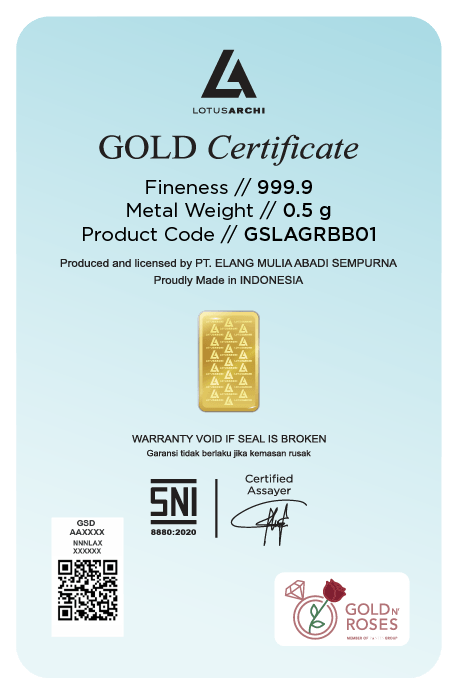 LOTUSARCHI
GOLD Certificate
Fineness // 999.9
Metal Weight // 0.5 g
Product Code // GSLAGRBB01
Produced and licensed by PT. ELANG MULIA ABADI SEMPURNA
Proudly Made in INDONESIA
WARRANTY VOID IF SEAL IS BROKEN
Garansi tidak berlaku jika kemasan rusak
SNI
8880:2020
Certified
Assayer
GSD
AAXXXX
NNNLAX
XXXXXX
GOLD N'
ROSES
MEMBER OF
GROUP